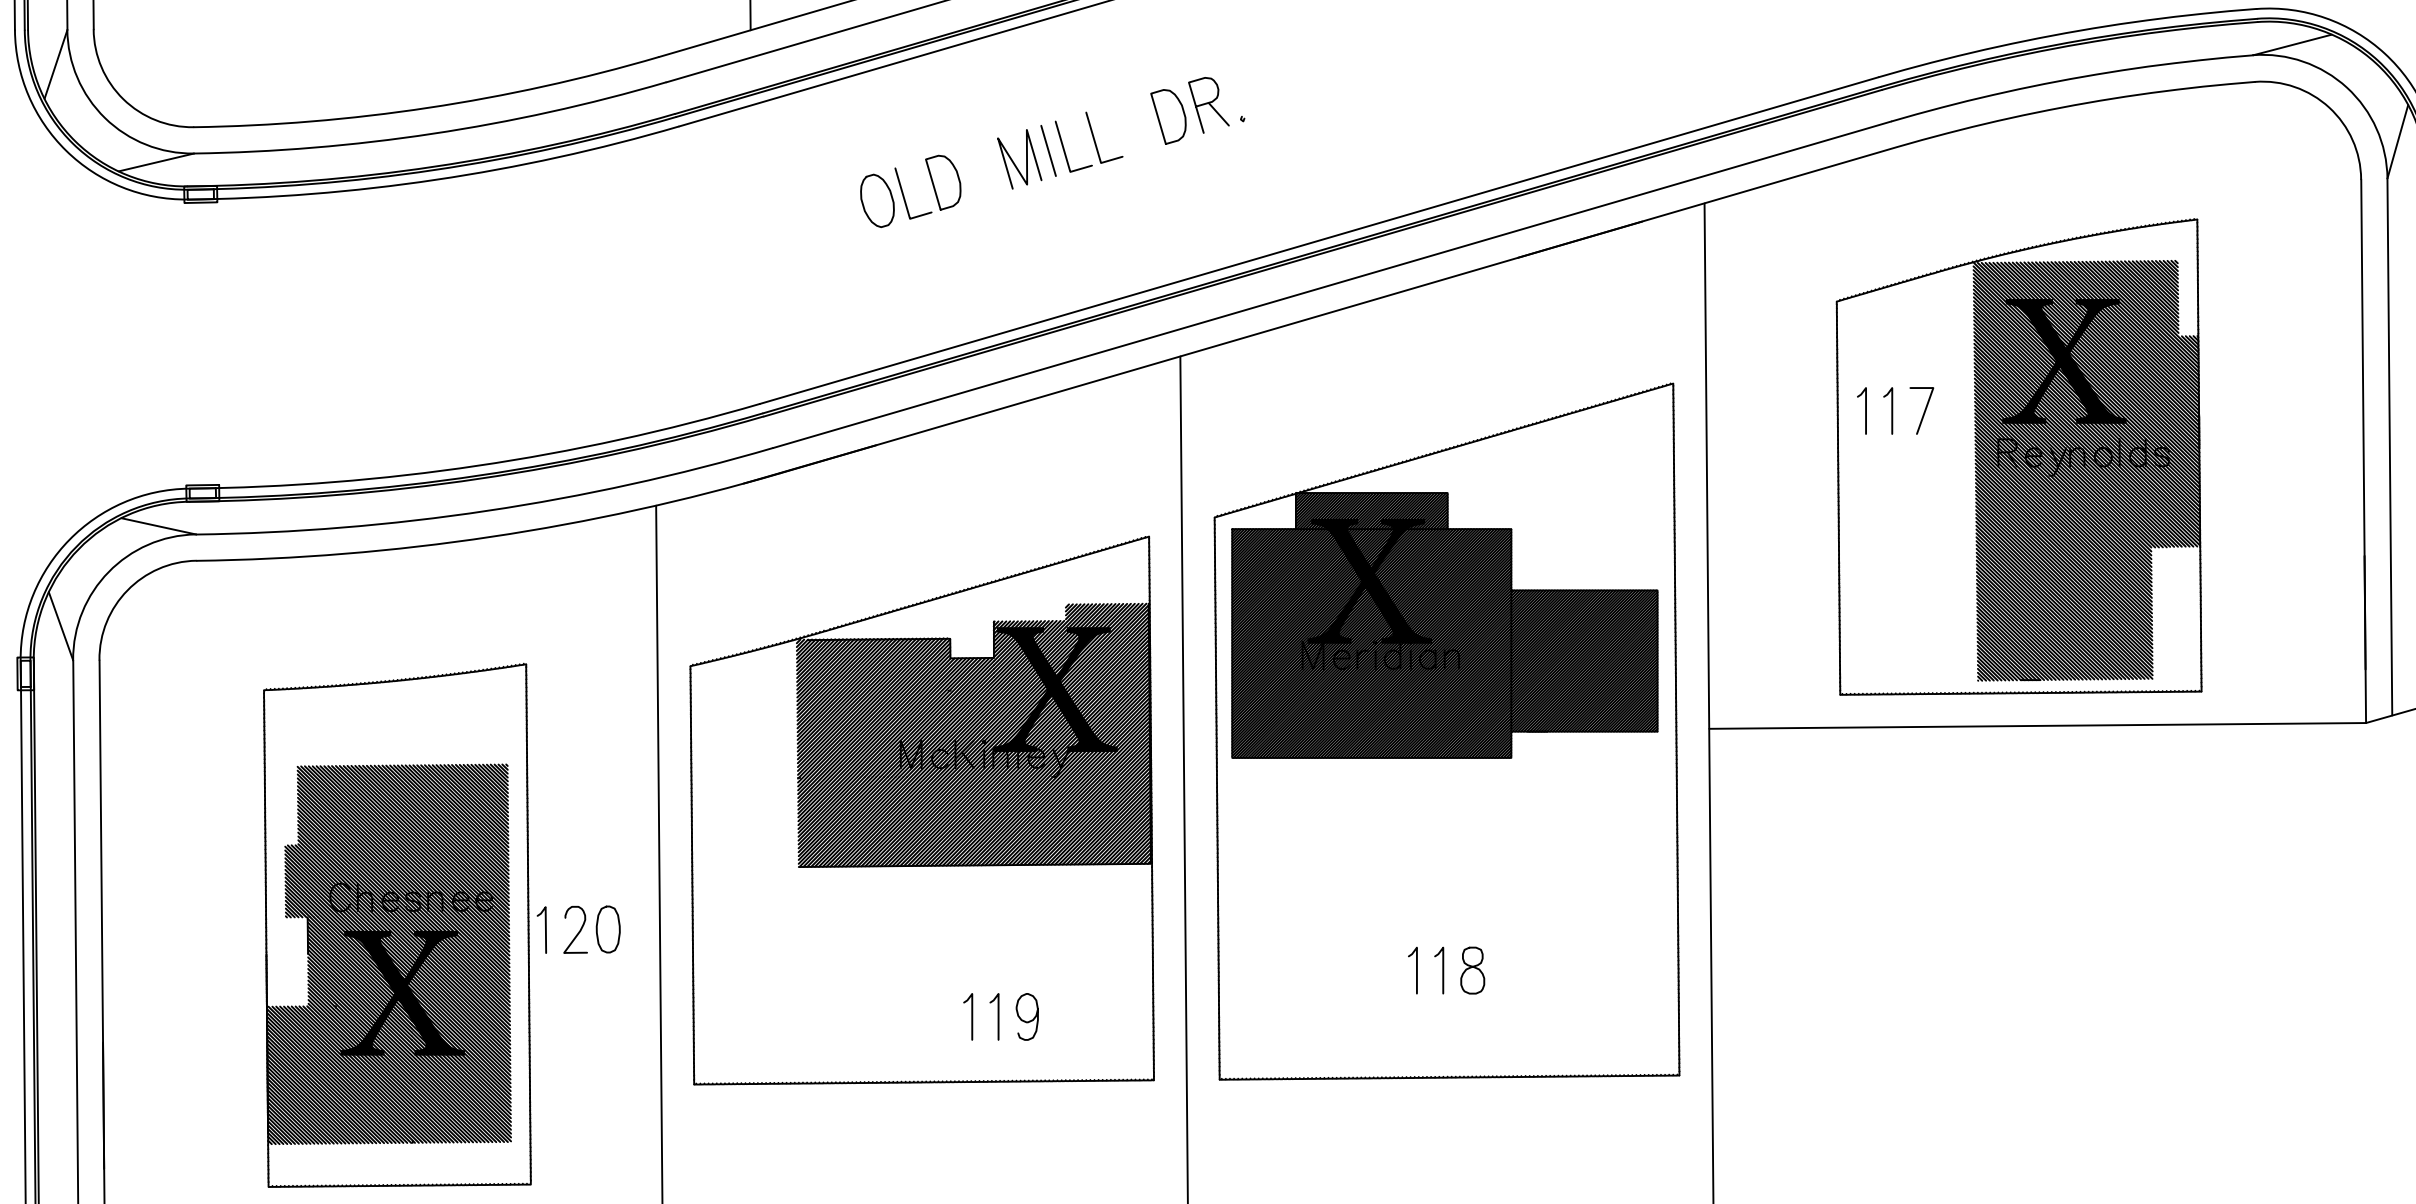 OLD MILL DR.
117
X
Reynolds
X
Meridian
X
McKinley
Chesnee
X
120
119
118